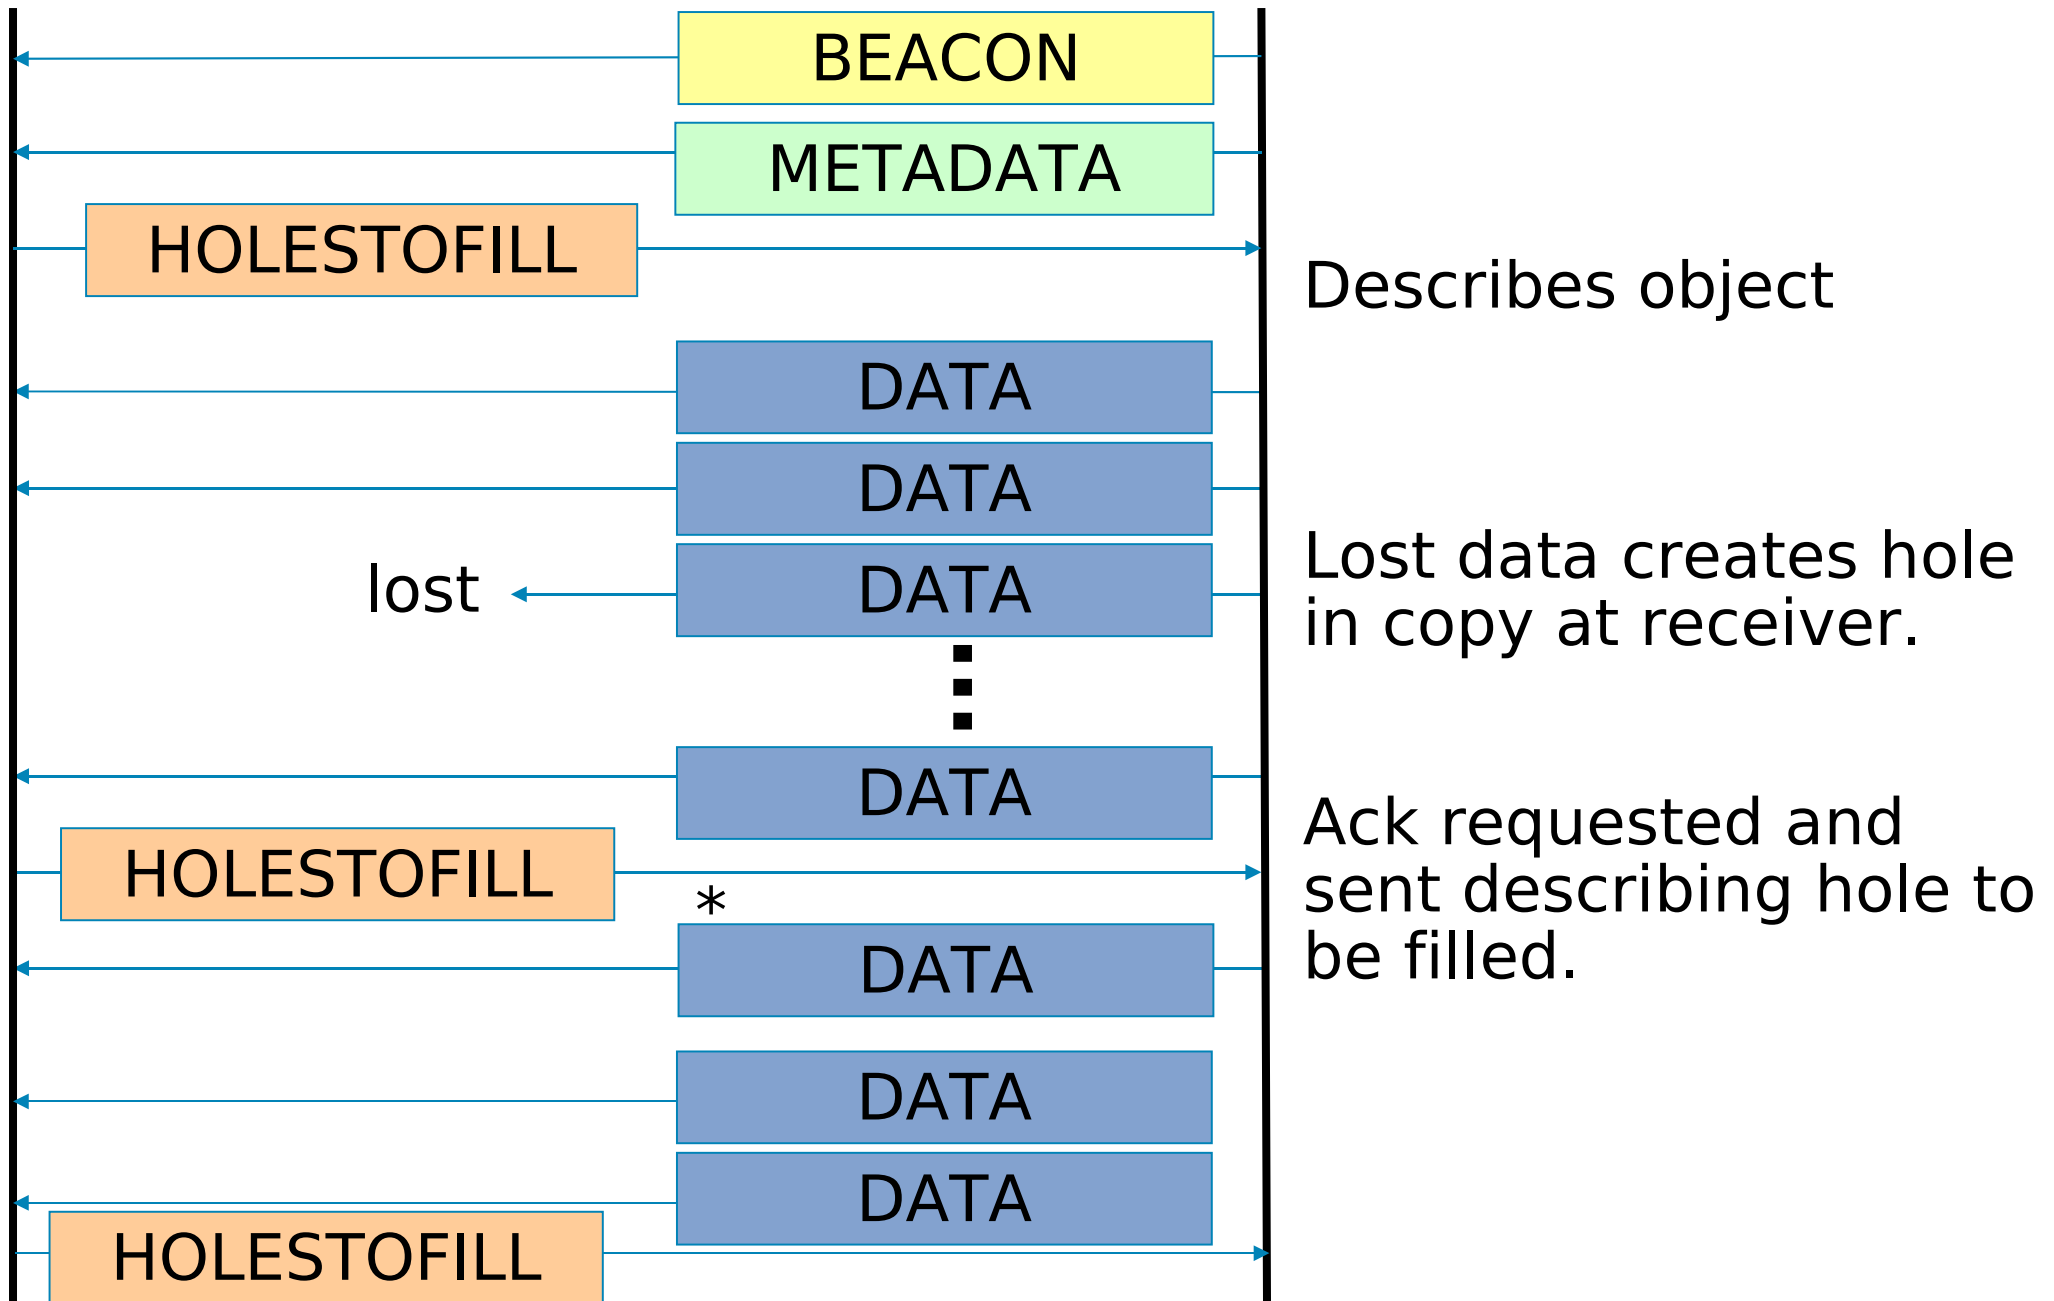 BEACON
METADATA
HOLESTOFILL
Describes object
DATA
DATA
Lost data creates hole
in copy at receiver.
lost
DATA
DATA
Ack requested and
sent describing hole to
be filled.
HOLESTOFILL
*
DATA
DATA
DATA
HOLESTOFILL